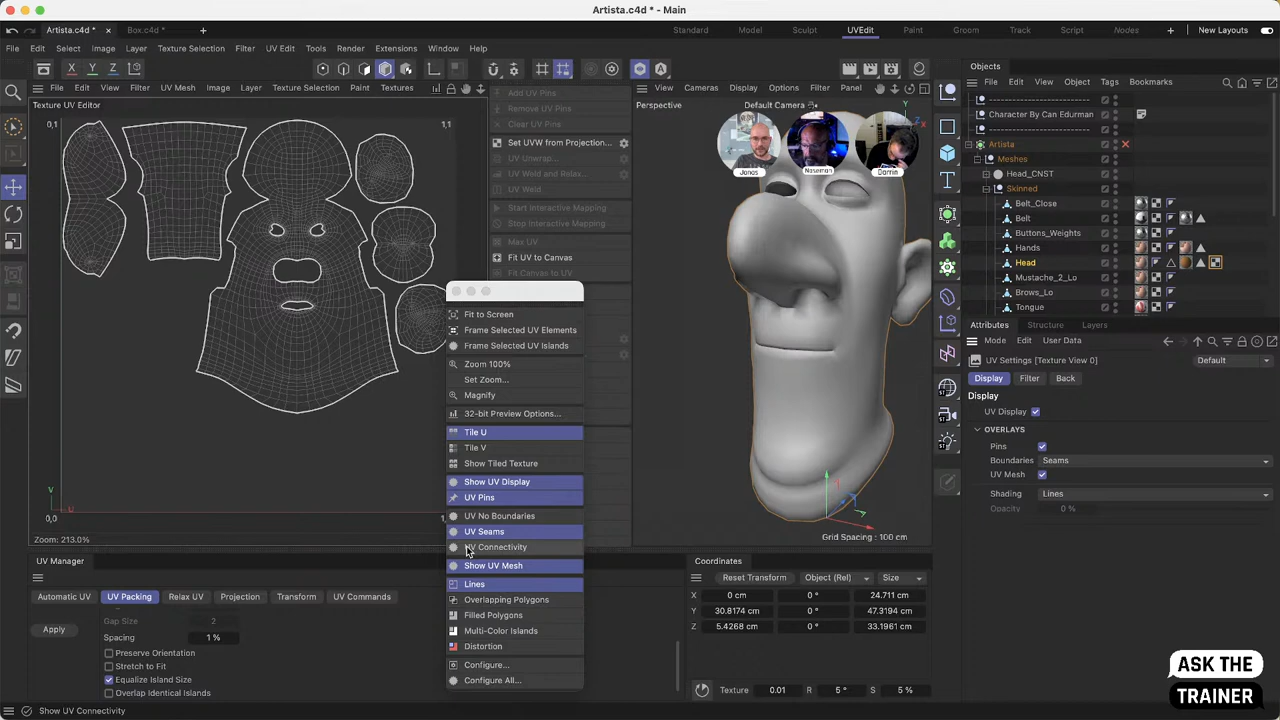 Artista.c4d * - Main
Artista.c4d *
Box.c4d *
Standard
Model
Sculpt
UVEdit
Paint
Groom
Track
Script
Nodes
New Layouts
File Edit Select Image Layer Texture Selection Filter UV Edit Tools Render Extensions Window Help
X Y Z
File Edit View Filter UV Mesh Image Layer Texture Selection Paint Textures
Texture UV Editor
0,1
1,1
0,0
V
U
Zoom: 213.0%
Add UV Pins
Remove UV Pins
Clear UV Pins
Set UVW from Projection...
UV Unwrap...
UV Weld and Relax...
UV Weld
Start Interactive Mapping
Stop Interactive Mapping
Max UV
Fit UV to Canvas
Fit Canvas to UV
Fit to Screen
Frame Selected UV Elements
Frame Selected UV Islands
Zoom 100%
Set Zoom...
Magnify
32-bit Preview Options...
Tile U
Tile V
Show Tiled Texture
Show UV Display
UV Pins
UV No Boundaries
UV Seams
UV Connectivity
Show UV Mesh
Lines
Overlapping Polygons
Filled Polygons
Multi-Color Islands
Distortion
Configure...
Configure All...
View Cameras Display Options Filter Panel
Perspective
Default Camera
Jonas
Noseman
Darrin
Grid Spacing : 100 cm
Objects
File Edit View Object Tags Bookmarks
Character By Can Edurman
Artista
Meshes
Head_CNST
Skinned
Belt_Close
Belt
Buttons_Weights
Hands
Head
Mustache_2_Lo
Brows_Lo
Tongue
Attributes Structure Layers
Mode Edit User Data
UV Settings [Texture View 0]
Default
Display Filter Back
Display
UV Display
OVERLAYS
Pins
Boundaries Seams
UV Mesh
Shading Lines
Opacity 0 %
UV Manager
Automatic UV UV Packing Relax UV Projection Transform UV Commands
Gap Size 2
Apply
Spacing 1 %
Preserve Orientation
Stretch to Fit
Equalize Island Size
Overlap Identical Islands
Coordinates
Reset Transform Object (Rel) Size
X 0 cm 0 ° 24.711 cm
Y 30.8174 cm 0 ° 47.3194 cm
Z 5.4268 cm 0 ° 33.1961 cm
Texture 0.01 R 5 ° S 5 %
Show UV Connectivity
ASK THE
TRAINER